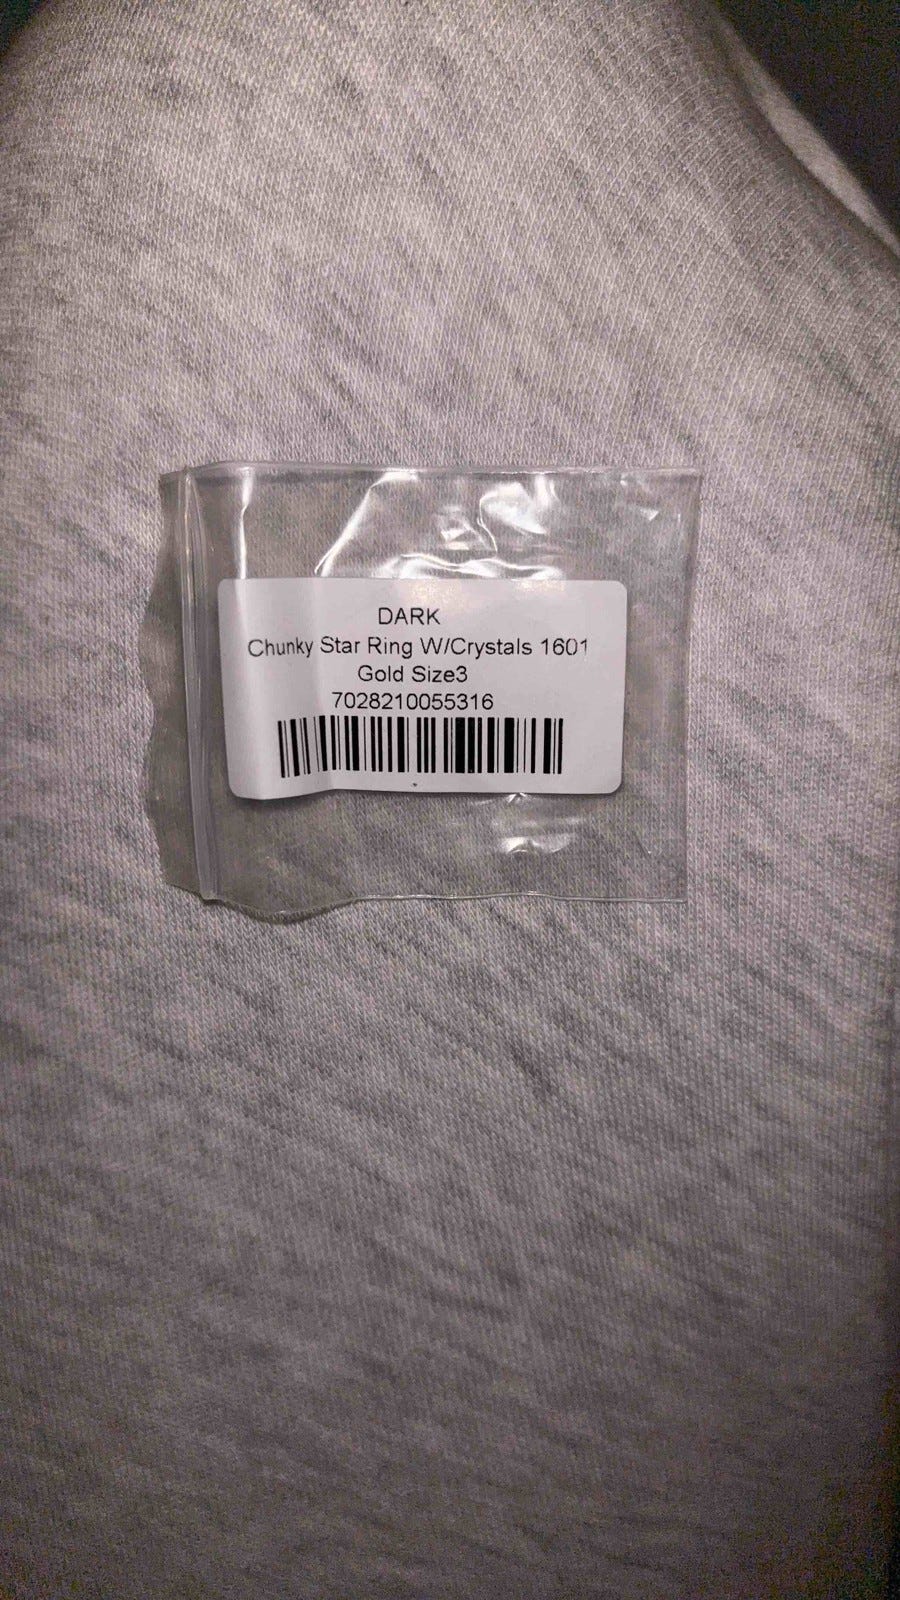 DARK
Chunky Star Ring W/Crystals 1601
Gold Size3
7028210055316